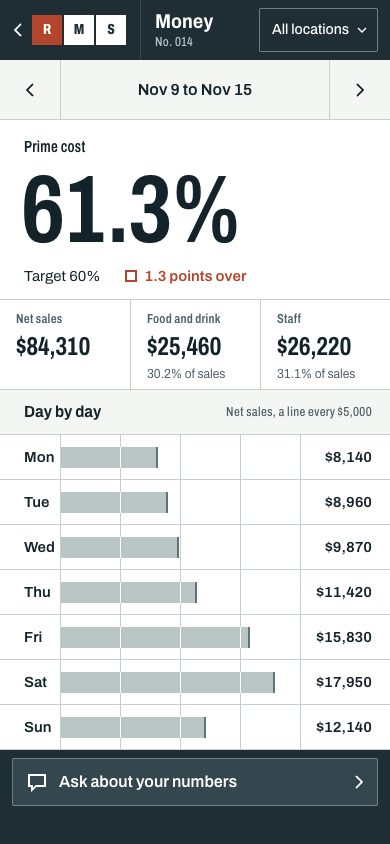 R M S
Money
No. 014
All locations
Nov 9 to Nov 15
Prime cost
61.3%
Target 60%
1.3 points over
Net sales
$84,310
Food and drink
$25,460
30.2% of sales
Staff
$26,220
31.1% of sales
Day by day
Net sales, a line every $5,000
Mon $8,140
Tue $8,960
Wed $9,870
Thu $11,420
Fri $15,830
Sat $17,950
Sun $12,140
Ask about your numbers